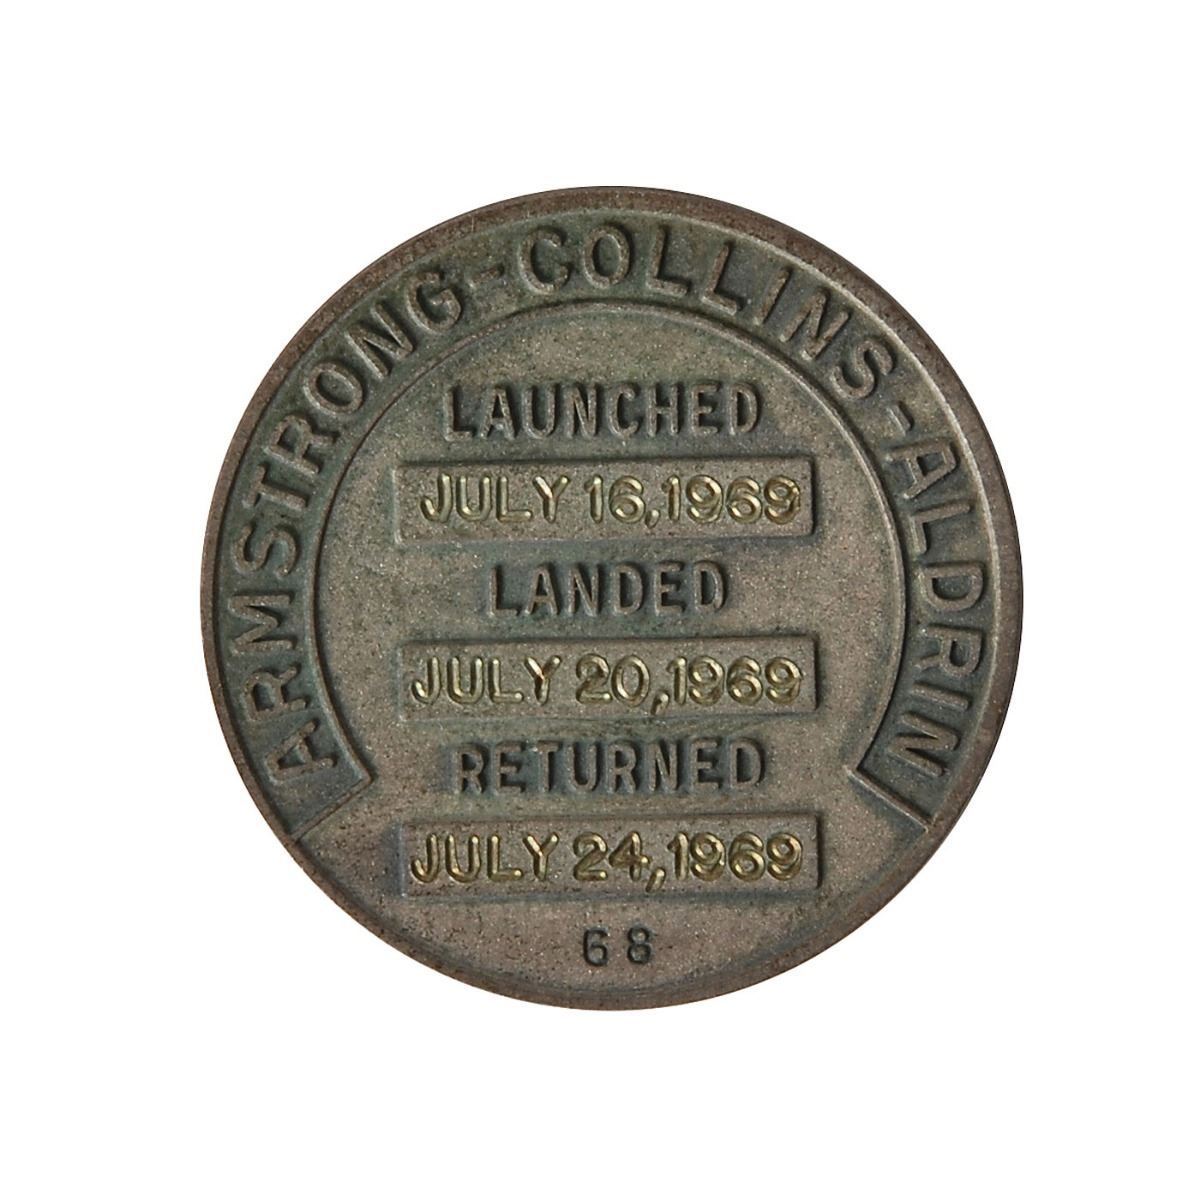 ARMSTRONG-COLLINS-ALDRIN
LAUNCHED
JULY 16,1969
LANDED
JULY 20,1969
RETURNED
JULY 24,1969
68